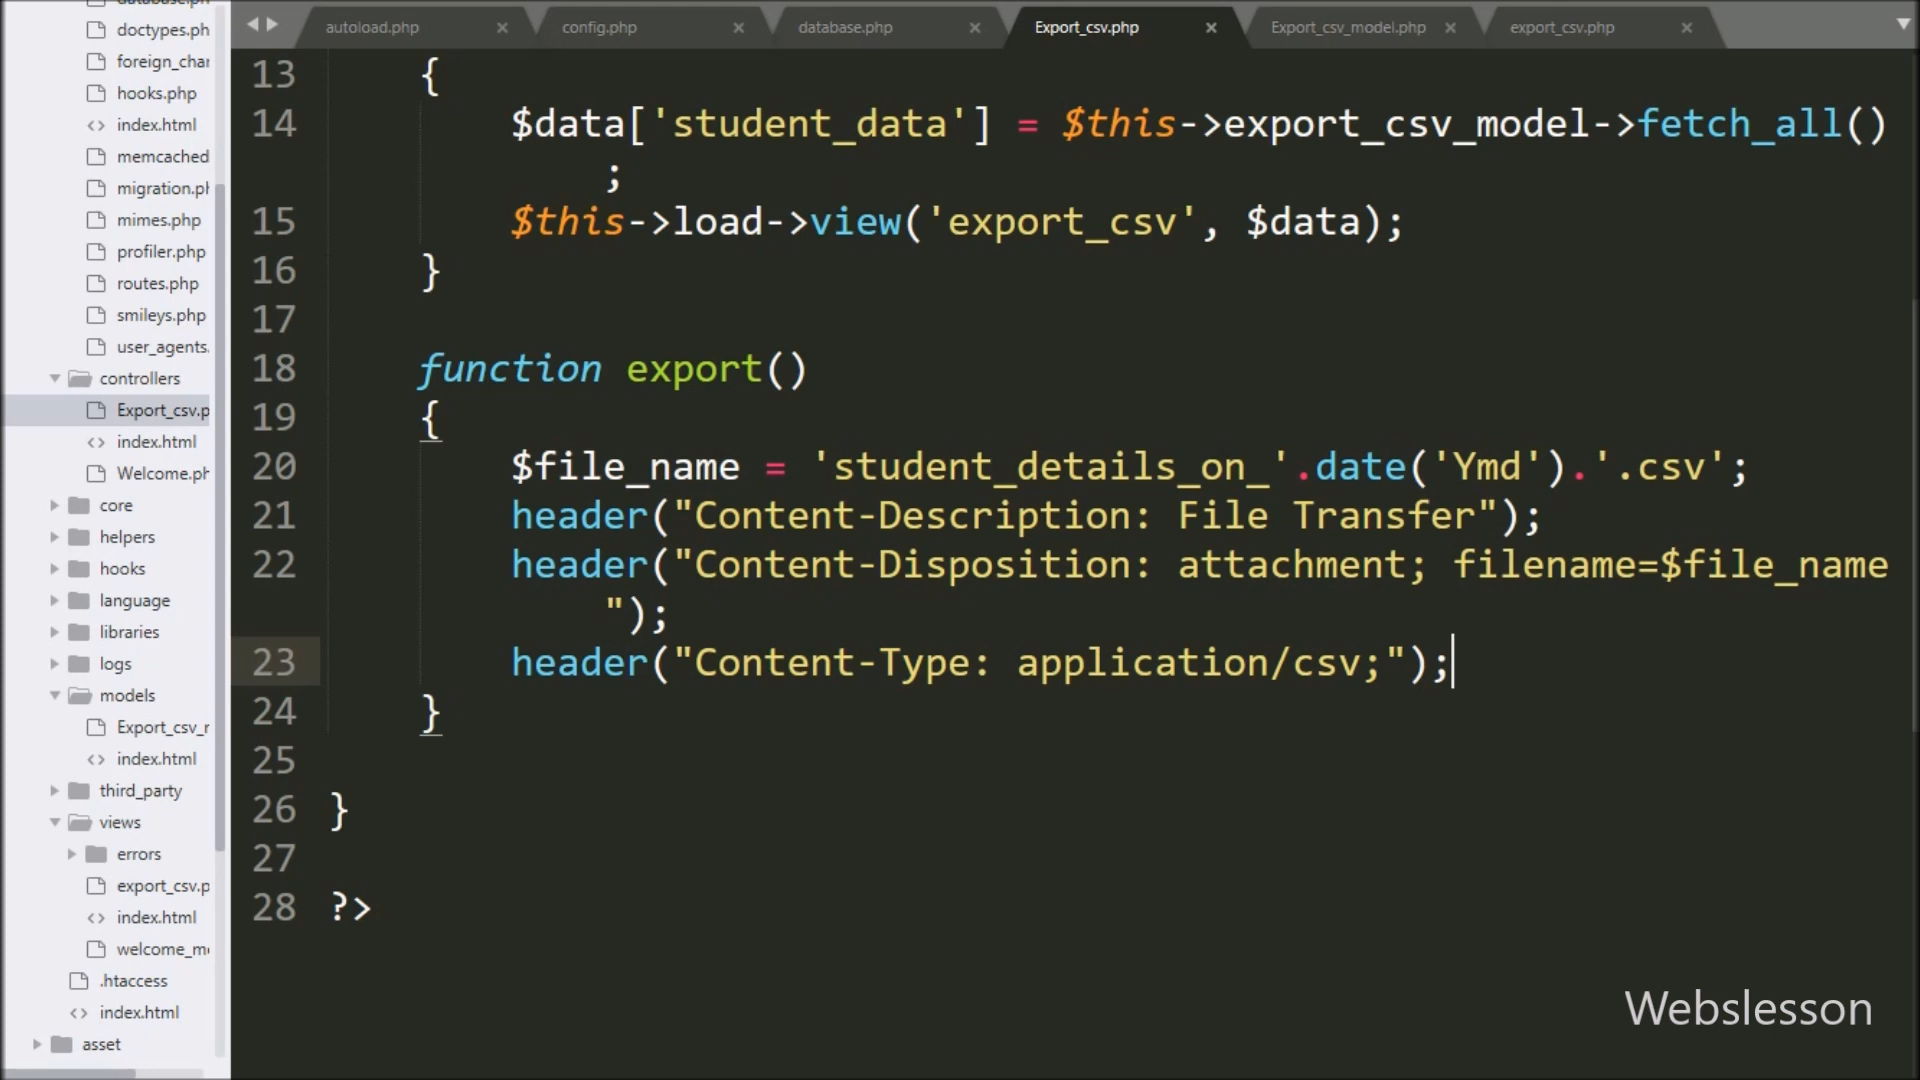 autoload.php × config.php × database.php × Export_csv.php × Export_csv_model.php × export_csv.php ×
doctypes.ph
foreign_char
hooks.php
<> index.html
memcached
migration.ph
mimes.php
profiler.php
routes.php
smileys.php
user_agents.
controllers
Export_csv.p
<> index.html
Welcome.ph
core
helpers
hooks
language
libraries
logs
models
Export_csv_r
<> index.html
third_party
views
errors
export_csv.p
<> index.html
welcome_me
.htaccess
<> index.html
asset
13 {
14 $data['student_data'] = $this->export_csv_model->fetch_all()
;
15 $this->load->view('export_csv', $data);
16 }
17
18 function export()
19 {
20 $file_name = 'student_details_on_'.date('Ymd').'.csv';
21 header("Content-Description: File Transfer");
22 header("Content-Disposition: attachment; filename=$file_name
");
23 header("Content-Type: application/csv;");
24 }
25
26 }
27
28 ?>
Webslesson